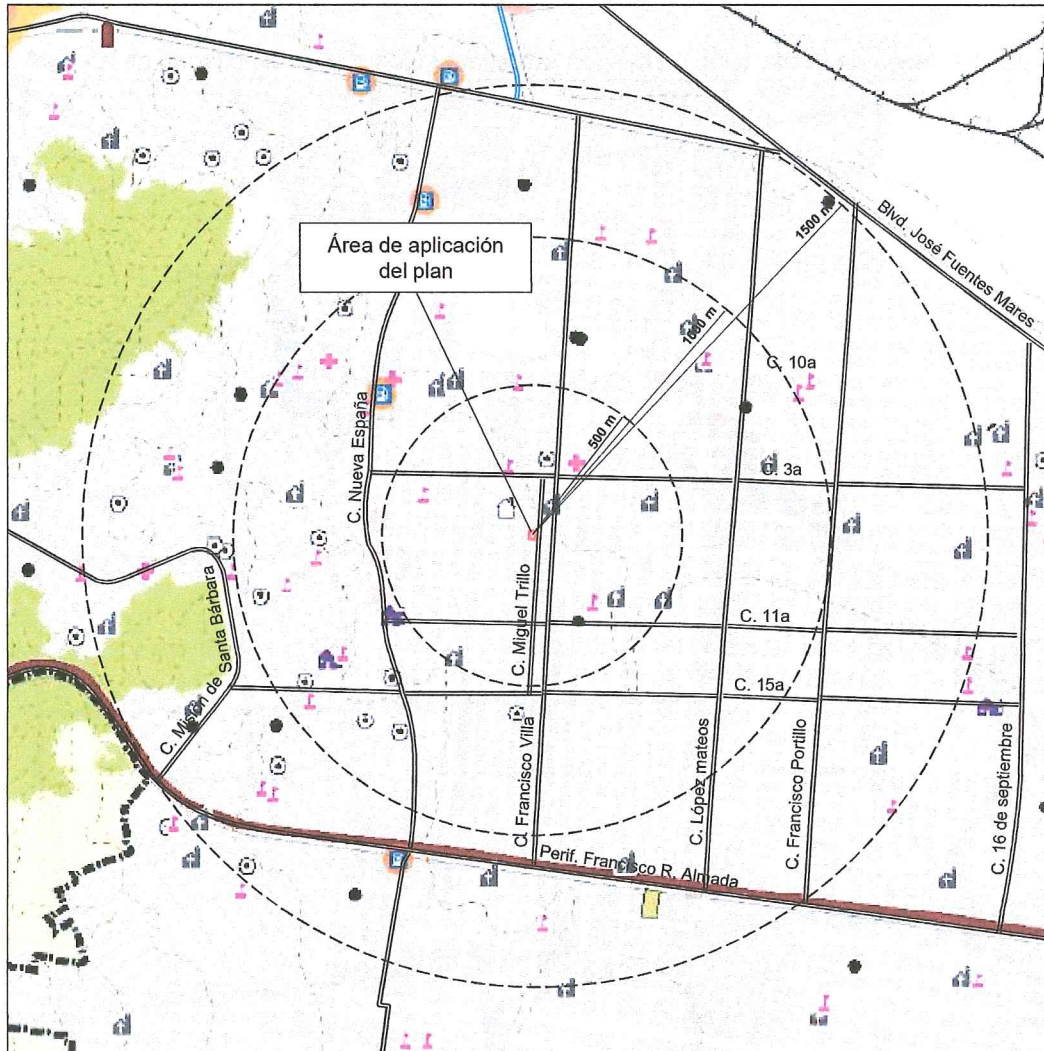 Blvd. José Fuentes Mares
1500 m
Área de aplicación
del plan
1000 m
C. 10a
500 m
C. Nueva España
C. 3a
C. Misión de Santa Bárbara
C. Miguel Trillo
C. 11a
C. 15a
C. Francisco Villa
C. López mateos
C. Francisco Portillo
C. 16 de septiembre
Perif. Francisco R. Almada